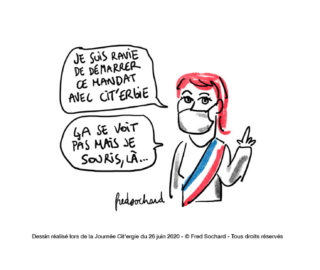 JE SUIS RAVIE
DE DÉMARRER
CE MANDAT
AVEC CIT'ERGIE
ÇA SE VOIT
PAS MAIS JE
SOURIS, LÀ...
fredsochard
Dessin réalisé lors de la Journée Cit'ergie du 26 juin 2020 - © Fred Sochard - Tous droits réservés